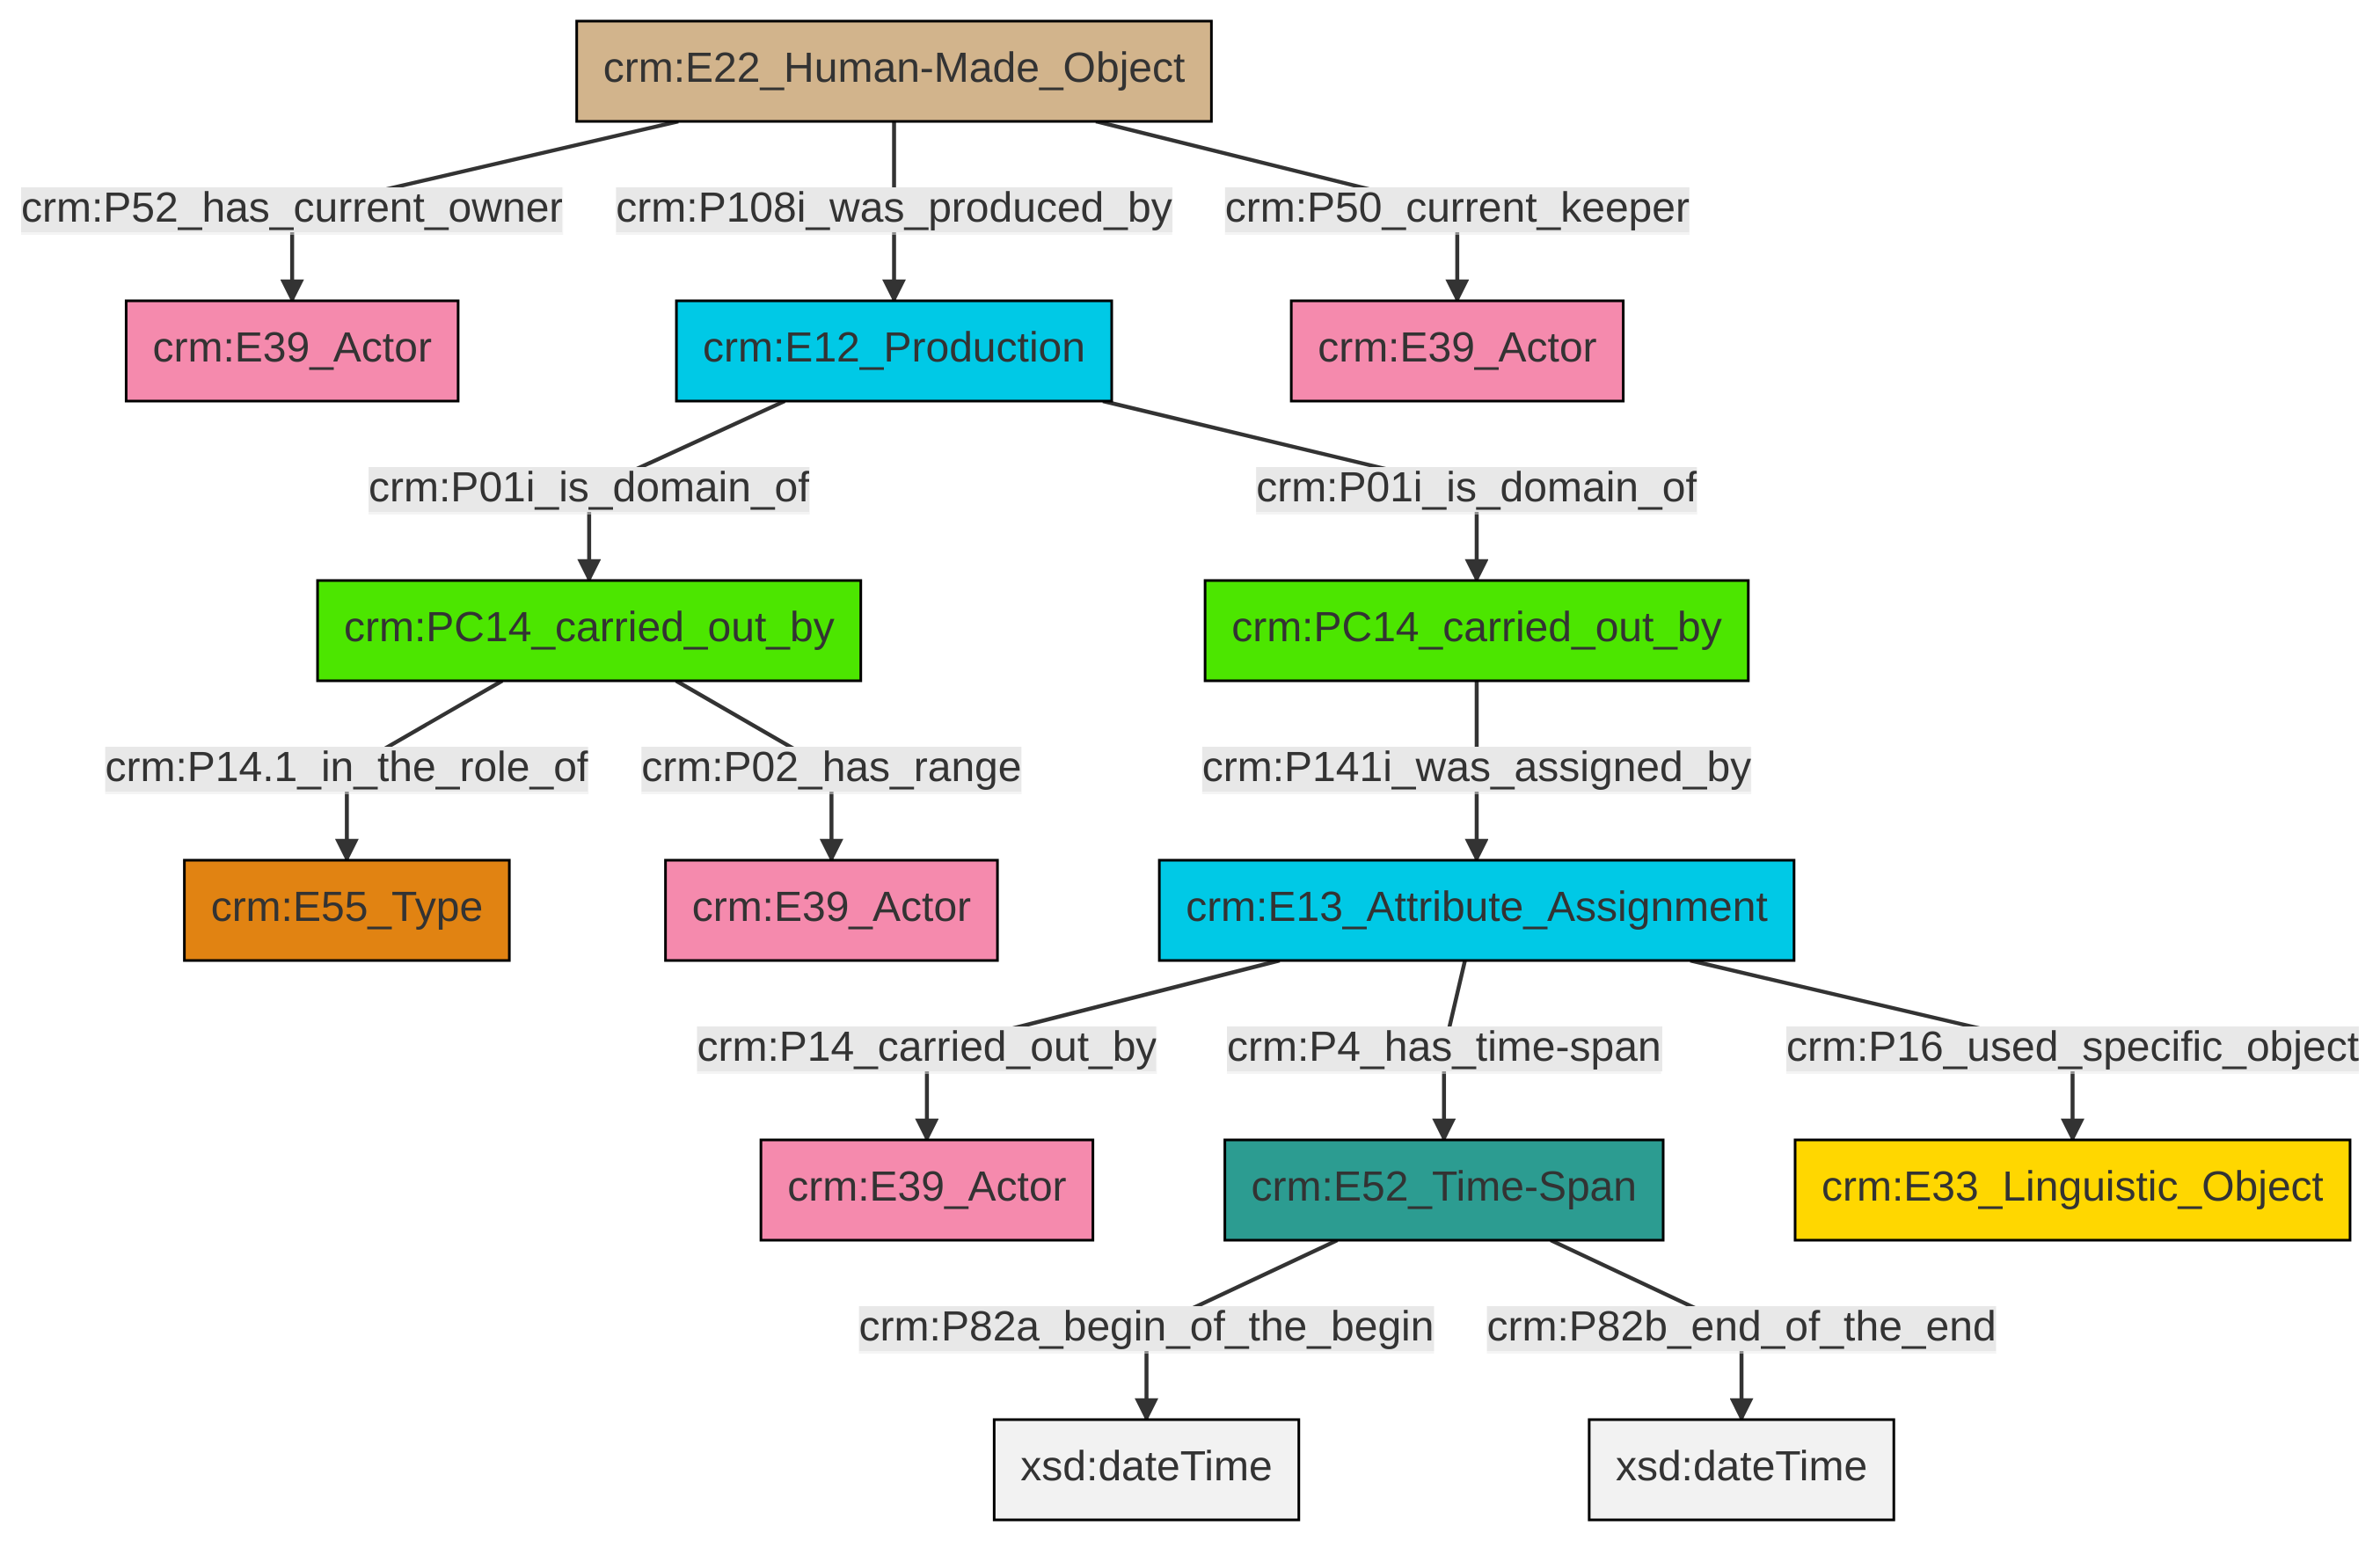 crm:E22_Human-Made_Object
crm:P52_has_current_owner
crm:P108i_was_produced_by
crm:P50_current_keeper
crm:E39_Actor
crm:E12_Production
crm:E39_Actor
crm:P01i_is_domain_of
crm:P01i_is_domain_of
crm:PC14_carried_out_by
crm:PC14_carried_out_by
crm:P14.1_in_the_role_of
crm:P02_has_range
crm:P141i_was_assigned_by
crm:E55_Type
crm:E39_Actor
crm:E13_Attribute_Assignment
crm:P14_carried_out_by
crm:P4_has_time-span
crm:P16_used_specific_object
crm:E39_Actor
crm:E52_Time-Span
crm:E33_Linguistic_Object
crm:P82a_begin_of_the_begin
crm:P82b_end_of_the_end
xsd:dateTime
xsd:dateTime